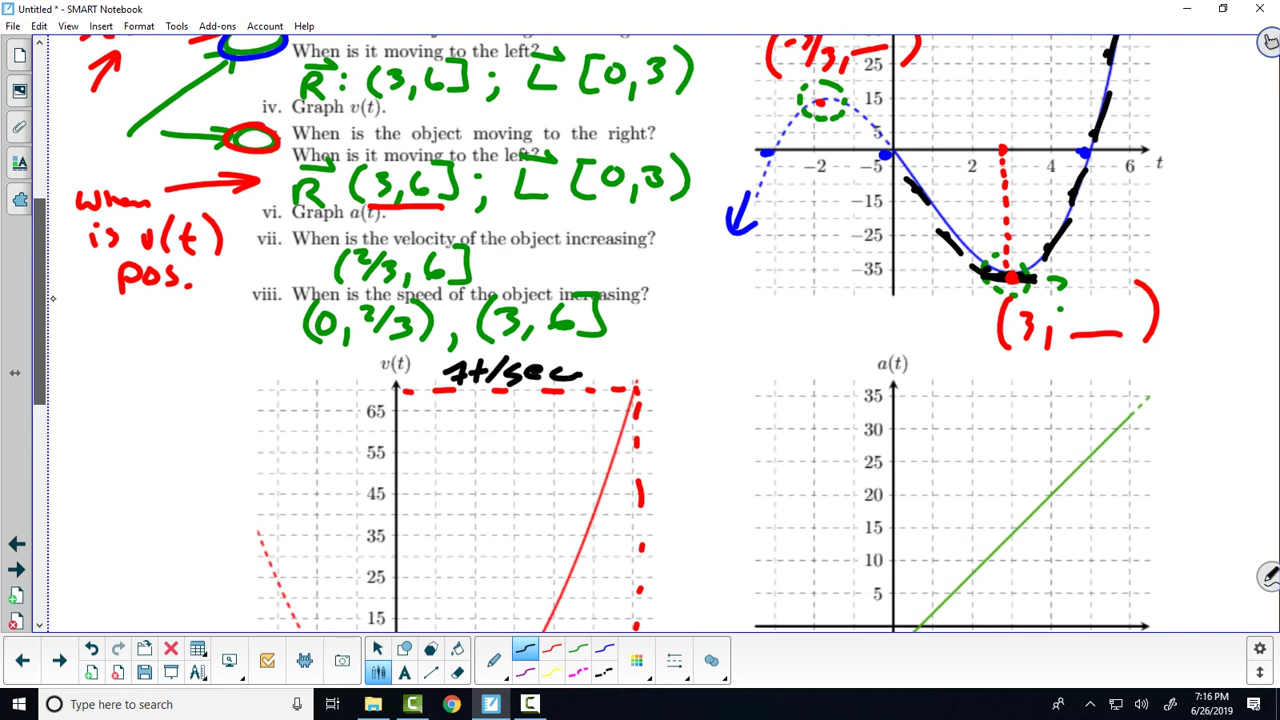 Untitled * - SMART Notebook
File Edit View Insert Format Tools Add-ons Account Help
When is it moving to the left?
R: (3,6] ; L [0,3)
iv. Graph v(t).
When is the object moving to the right?
When is it moving to the left?
R (3,6] ; L [0,3)
vi. Graph a(t).
vii. When is the velocity of the object increasing?
(2/3, 6]
viii. When is the speed of the object increasing?
(0, 2/3), (3, 6]
when
is v(t)
pos.
(-5/3, __)
25
15
5
-2 -5 2 4 6 t
-15
-25
-35
(3, __)
v(t) ft/sec
65
55
45
35
25
15
a(t)
35
30
25
20
15
10
5
Type here to search
7:16 PM
6/26/2019